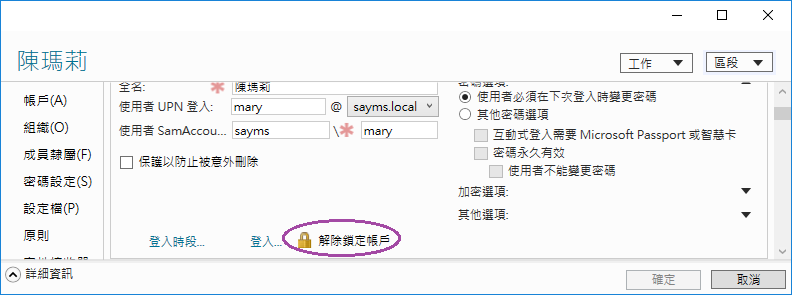 陳瑪莉
工作
區段
帳戶(A)
組織(O)
成員隸屬(F)
密碼設定(S)
設定檔(P)
原則
全名: * 陳瑪莉
使用者 UPN 登入: mary @ sayms.local
使用者 SamAccou... sayms \* mary
保護以防止被意外刪除
登入時段...
登入...
解除鎖定帳戶
密碼選項:
使用者必須在下次登入時變更密碼
其他密碼選項
互動式登入需要 Microsoft Passport 或智慧卡
密碼永久有效
使用者不能變更密碼
加密選項:
其他選項:
詳細資訊
確定
取消